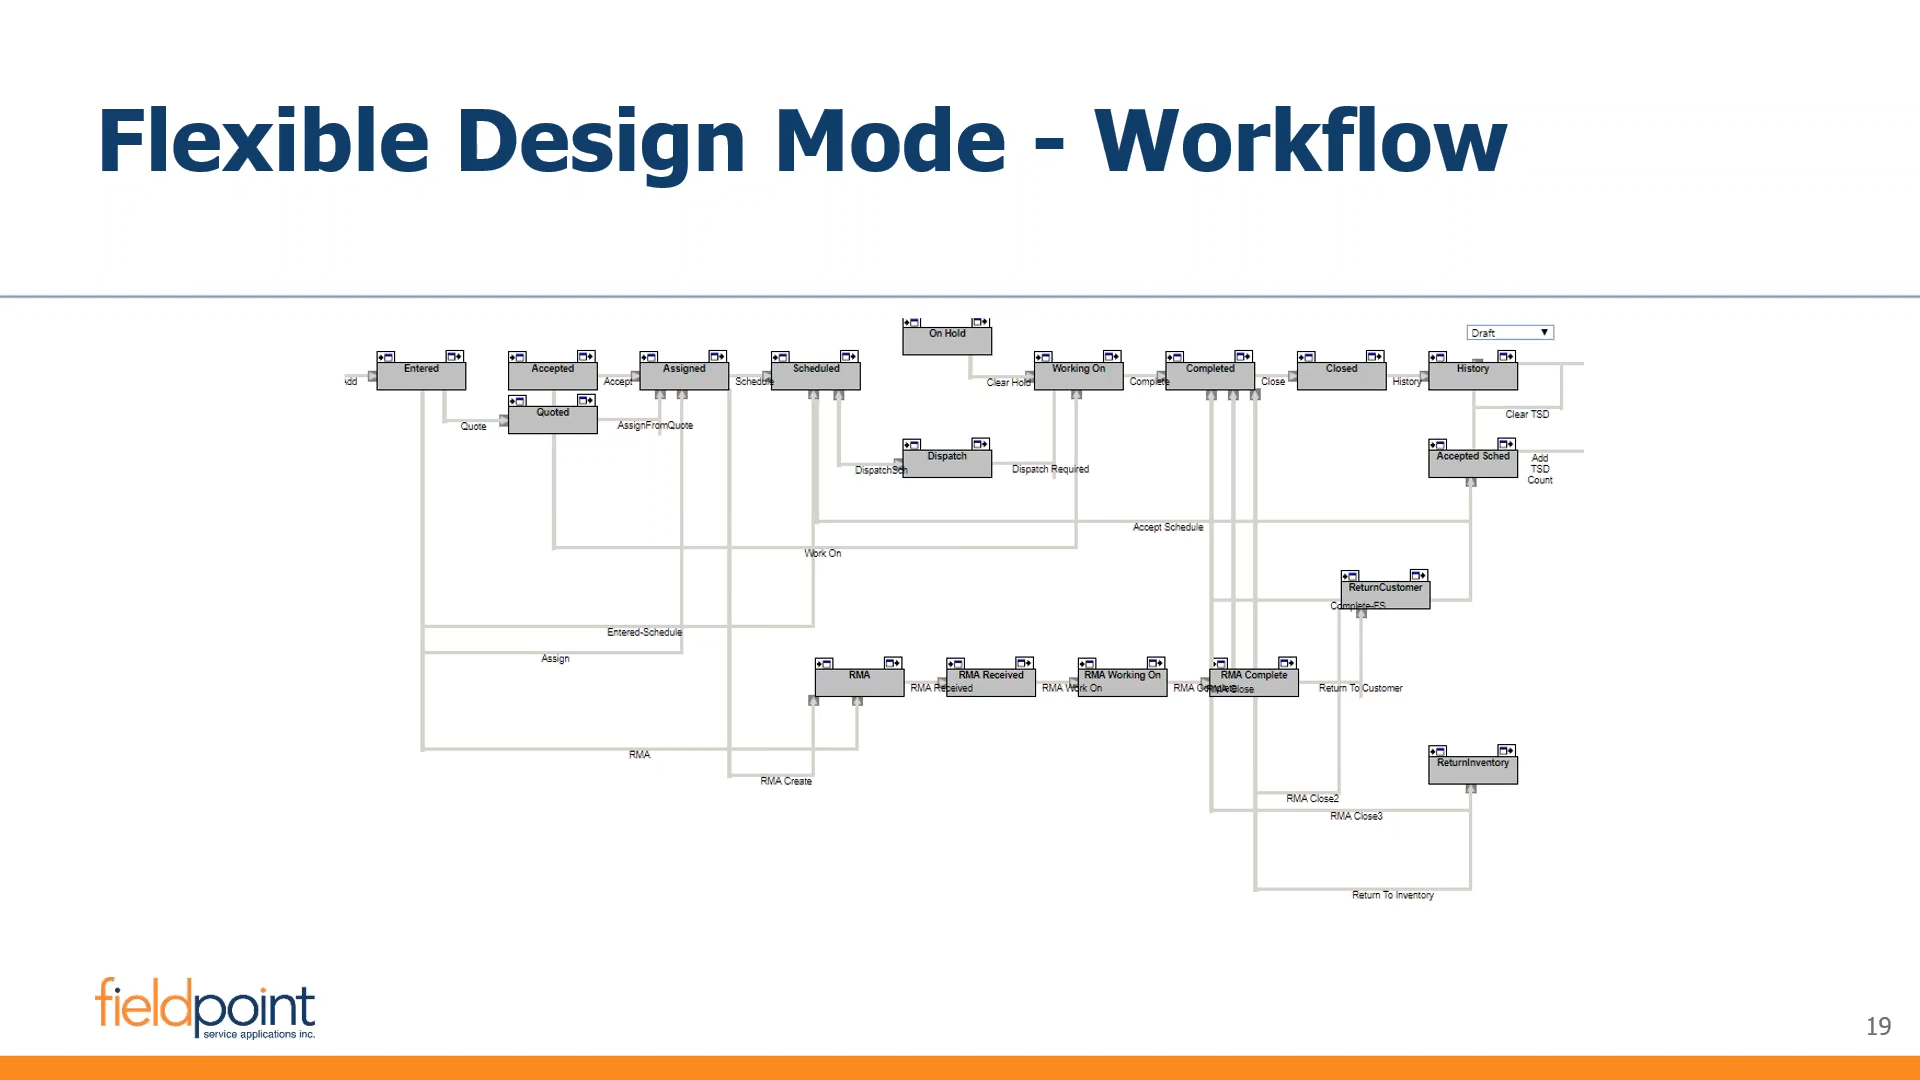 Flexible Design Mode - Workflow
On Hold
Draft
Entered
Accepted
Assigned
Scheduled
Working On
Completed
Closed
History
Accept
Schedule
Clear Hold
Complete
Close
History
Quoted
Clear TSD
Quote
AssignFromQuote
Dispatch
Accepted Sched
Add
TSD
Count
DispatchSch
Dispatch Required
Accept Schedule
Work On
ReturnCustomer
Complete-FS
Entered-Schedule
Assign
RMA
RMA Received
RMA Working On
RMA Complete
RMA Received
RMA Work On
RMA Close
Return To Customer
RMA
ReturnInventory
RMA Create
RMA Close2
RMA Close3
Return To Inventory
fieldpoint
service applications inc.
19